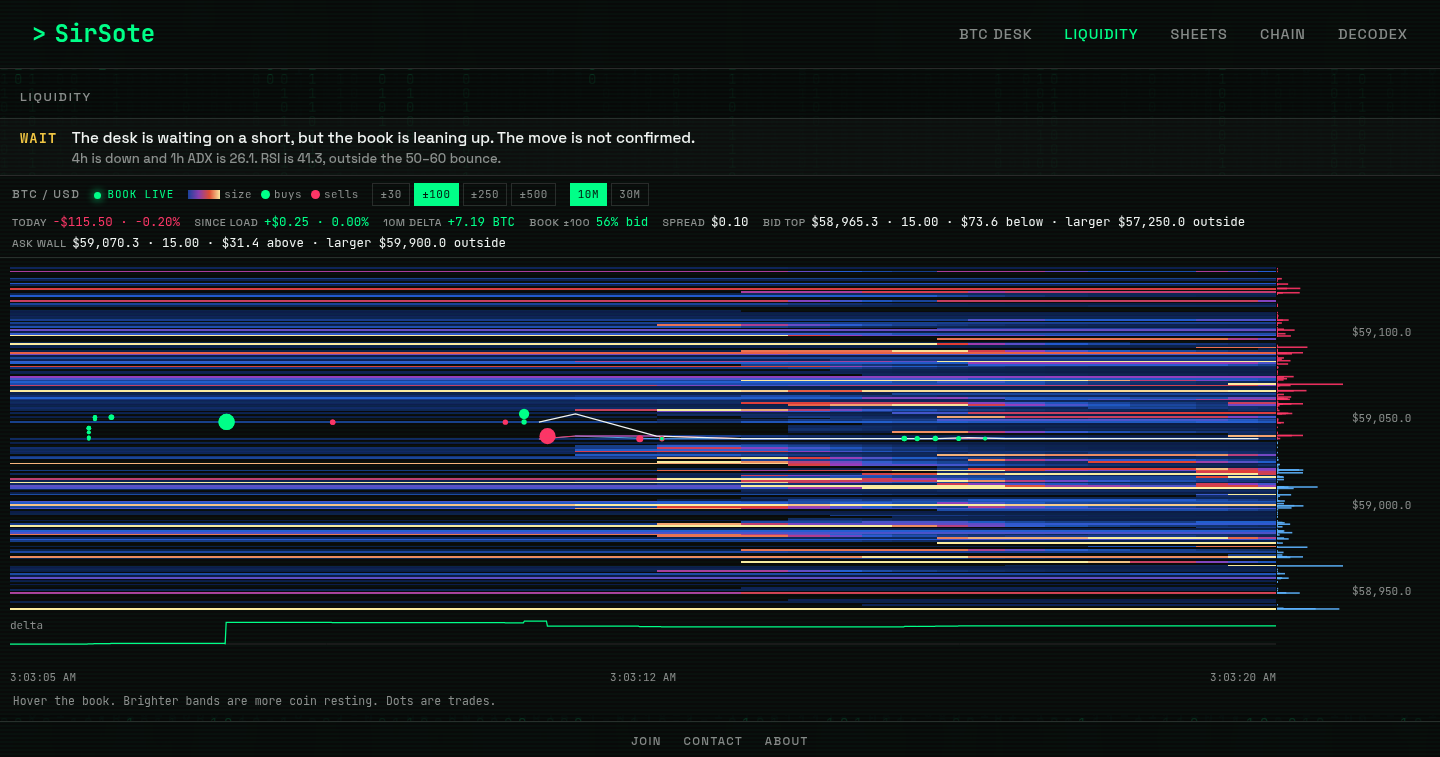 > SirSote
BTC DESK LIQUIDITY SHEETS CHAIN DECODEX
LIQUIDITY
WAIT The desk is waiting on a short, but the book is leaning up. The move is not confirmed.
4h is down and 1h ADX is 26.1. RSI is 41.3, outside the 50–60 bounce.
BTC / USD BOOK LIVE size buys sells ±30 ±100 ±250 ±500 10M 30M
TODAY -$115.50 · -0.20% SINCE LOAD +$0.25 · 0.00% 10M DELTA +7.19 BTC BOOK ±100 56% bid SPREAD $0.10 BID TOP $58,965.3 · 15.00 · $73.6 below · larger $57,250.0 outside
ASK WALL $59,070.3 · 15.00 · $31.4 above · larger $59,900.0 outside
$59,100.0
$59,050.0
$59,000.0
$58,950.0
delta
3:03:05 AM 3:03:12 AM 3:03:20 AM
Hover the book. Brighter bands are more coin resting. Dots are trades.
JOIN CONTACT ABOUT